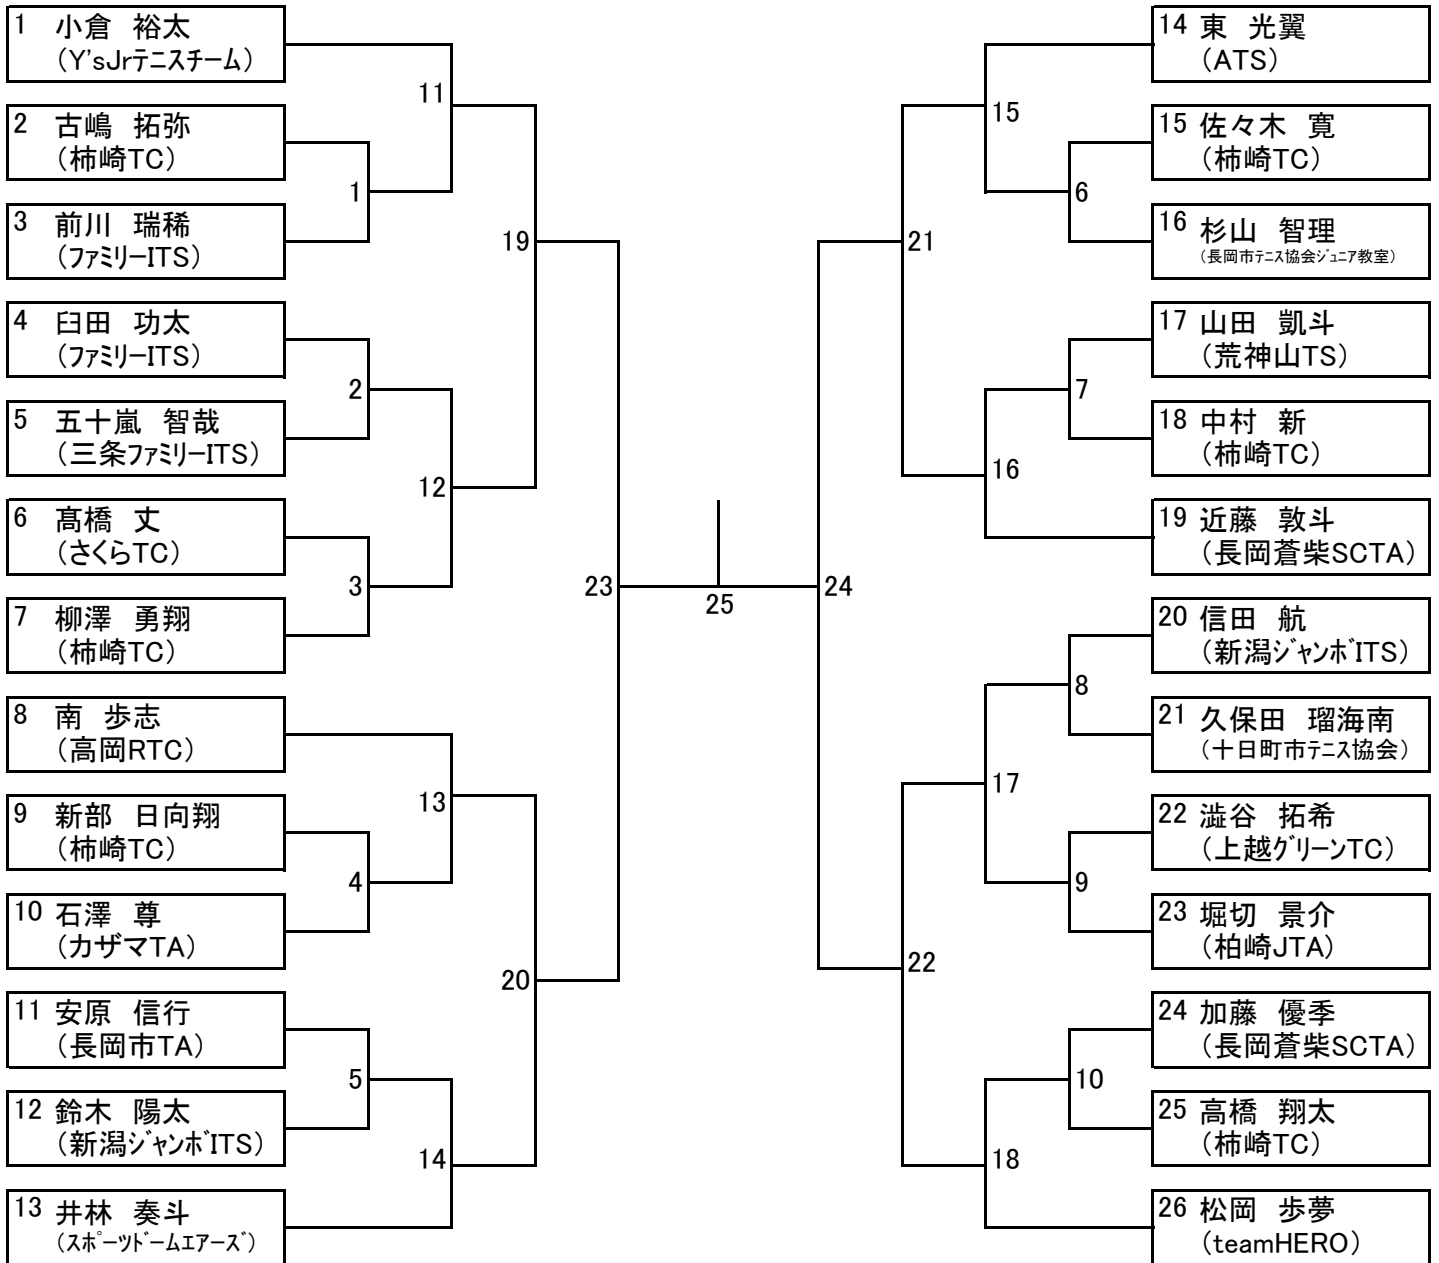 1 小倉 裕太
（Y'sJrテニスチーム）
2 古嶋 拓弥
（柿崎TC）
3 前川 瑞稀
（ファミリーITS）
4 臼田 功太
（ファミリーITS）
5 五十嵐 智哉
（三条ファミリーITS）
6 髙橋 丈
（さくらTC）
7 柳澤 勇翔
（柿崎TC）
8 南 歩志
（高岡RTC）
9 新部 日向翔
（柿崎TC）
10 石澤 尊
（カザマTA）
11 安原 信行
（長岡市TA）
12 鈴木 陽太
（新潟ジャンボITS）
13 井林 奏斗
（スポーツドームエアーズ）
1
2
3
4
5
11
12
13
14
19
20
23
25
24
21
22
15
16
17
18
6
7
8
9
10
14 東 光翼
（ATS）
15 佐々木 寛
（柿崎TC）
16 杉山 智理
（長岡市テニス協会ジュニア教室）
17 山田 凱斗
（荒神山TS）
18 中村 新
（柿崎TC）
19 近藤 敦斗
（長岡蒼柴SCTA）
20 信田 航
（新潟ジャンボITS）
21 久保田 瑠海南
（十日町市テニス協会）
22 澁谷 拓希
（上越グリーンTC）
23 堀切 景介
（柏崎JTA）
24 加藤 優季
（長岡蒼柴SCTA）
25 高橋 翔太
（柿崎TC）
26 松岡 歩夢
（teamHERO）